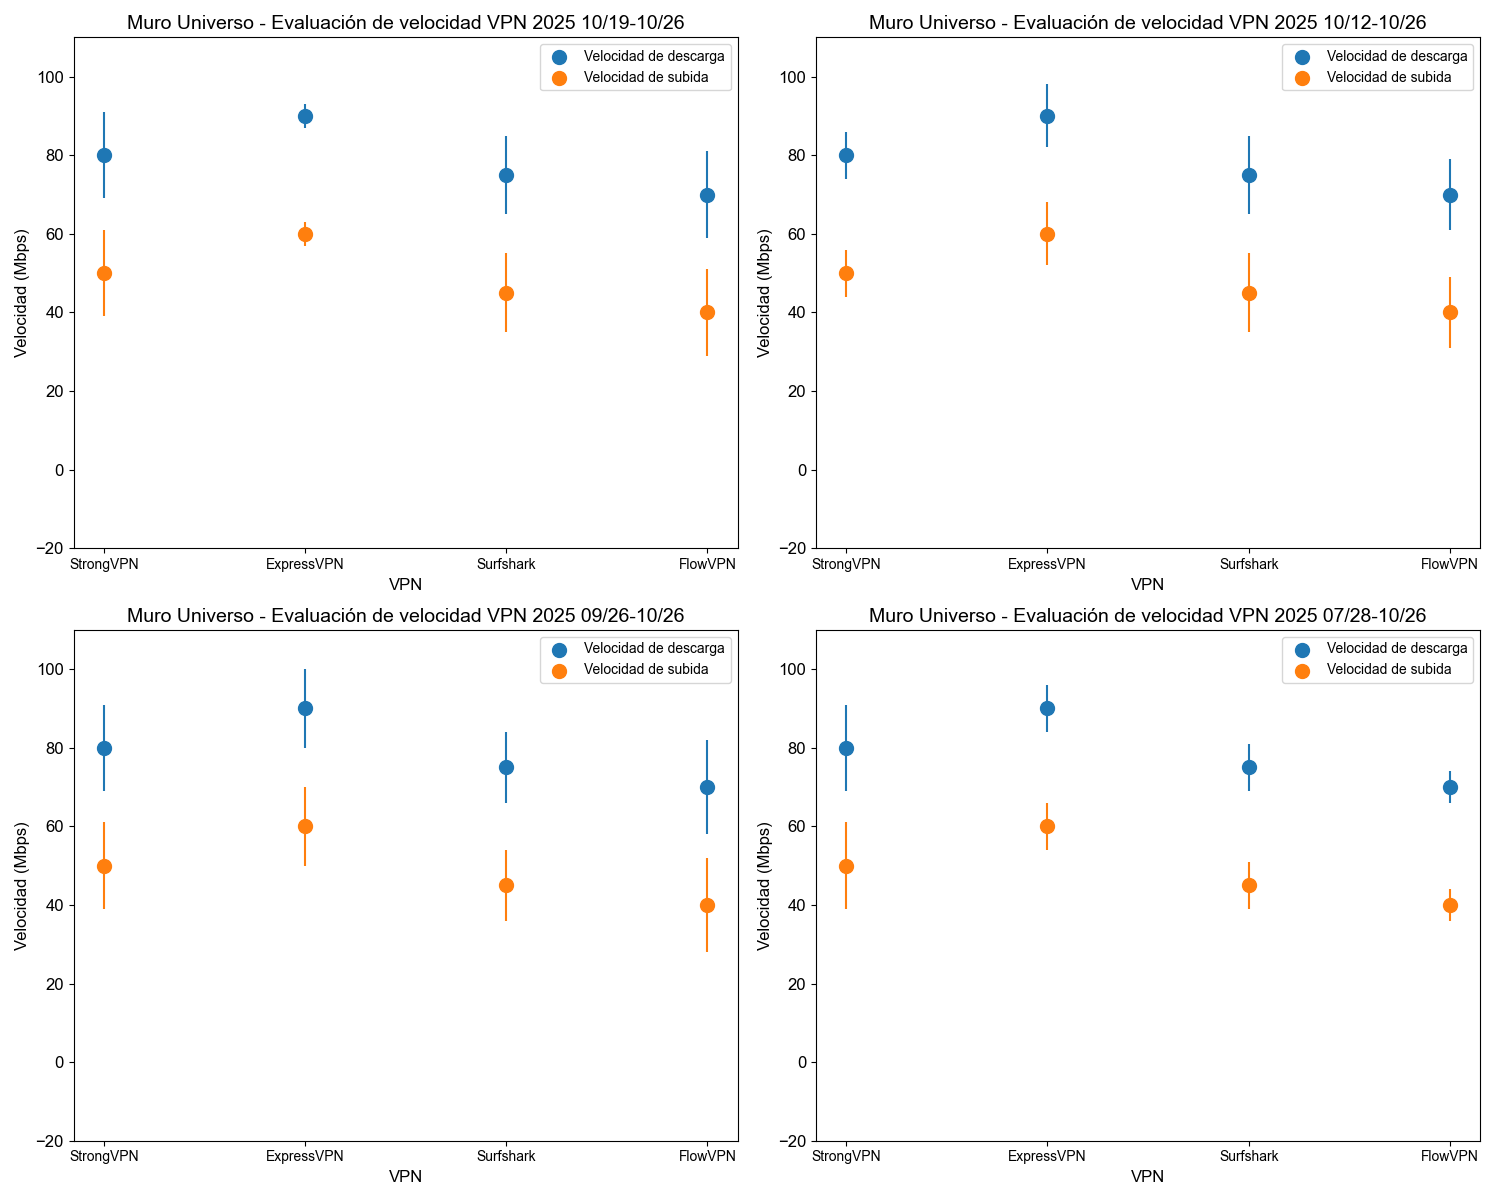 Muro Universo - Evaluación de velocidad VPN 2025 10/19-10/26
Velocidad de descarga
Velocidad de subida
100
80
60
40
20
0
−20
Velocidad (Mbps)
StrongVPN ExpressVPN Surfshark FlowVPN
VPN
Muro Universo - Evaluación de velocidad VPN 2025 10/12-10/26
Velocidad de descarga
Velocidad de subida
100
80
60
40
20
0
−20
Velocidad (Mbps)
StrongVPN ExpressVPN Surfshark FlowVPN
VPN
Muro Universo - Evaluación de velocidad VPN 2025 09/26-10/26
Velocidad de descarga
Velocidad de subida
100
80
60
40
20
0
−20
Velocidad (Mbps)
StrongVPN ExpressVPN Surfshark FlowVPN
VPN
Muro Universo - Evaluación de velocidad VPN 2025 07/28-10/26
Velocidad de descarga
Velocidad de subida
100
80
60
40
20
0
−20
Velocidad (Mbps)
StrongVPN ExpressVPN Surfshark FlowVPN
VPN